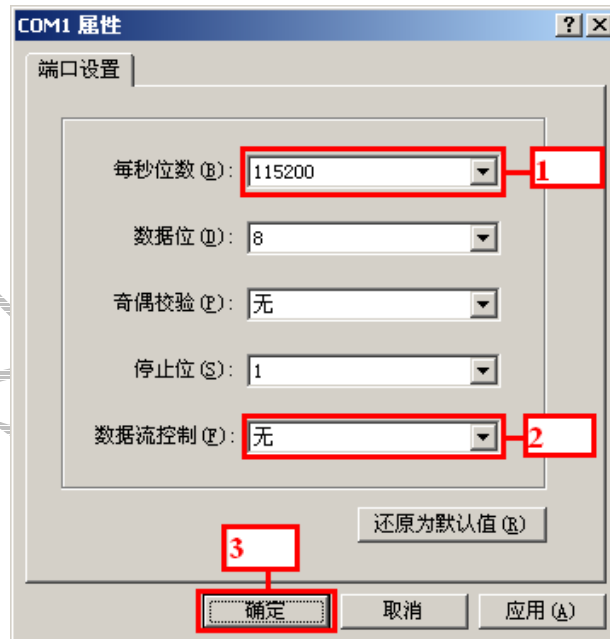 COM1 属性
端口设置
每秒位数(B): 115200
1
数据位(D): 8
奇偶校验(P): 无
停止位(S): 1
数据流控制(F): 无
2
还原为默认值(R)
3
确定 取消 应用(A)